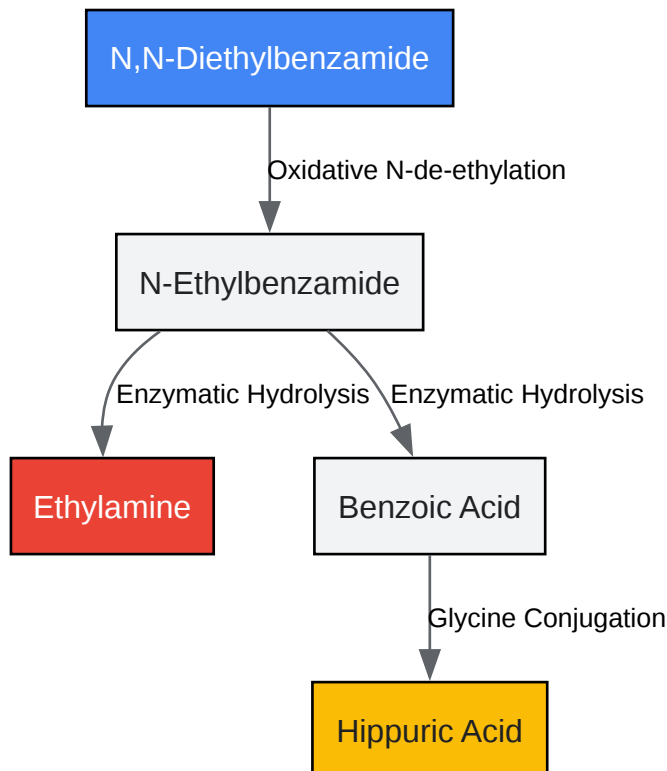 N,N-Diethylbenzamide
Oxidative N-de-ethylation
N-Ethylbenzamide
Enzymatic Hydrolysis
Enzymatic Hydrolysis
Ethylamine
Benzoic Acid
Glycine Conjugation
Hippuric Acid